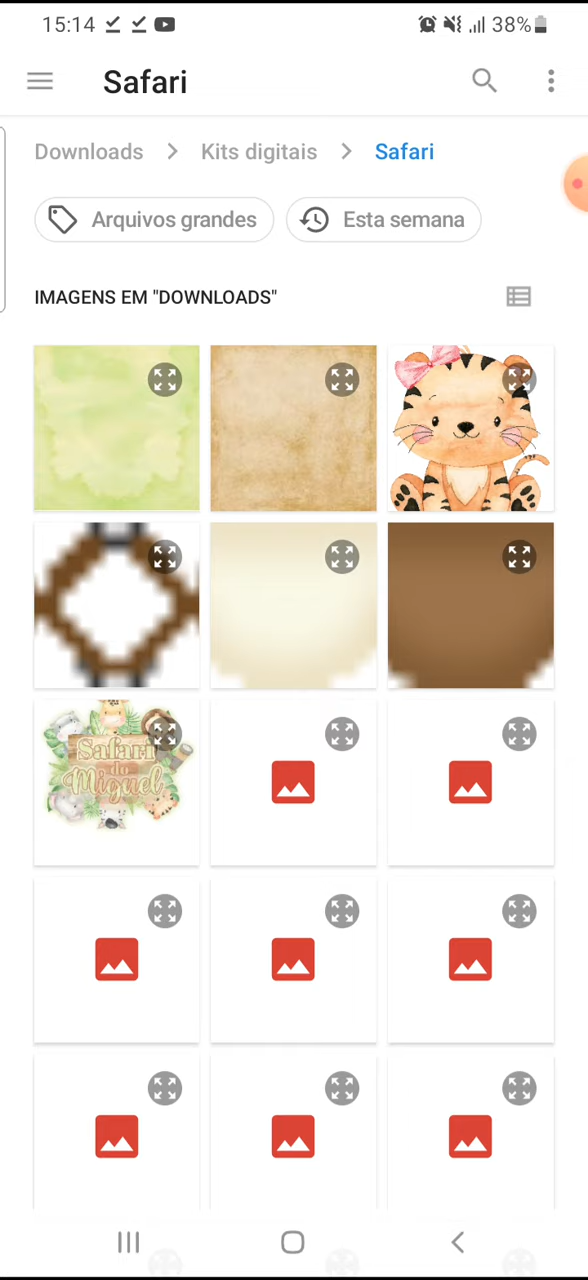 15:14
38%
Safari
Downloads
Kits digitais
Safari
Arquivos grandes
Esta semana
IMAGENS EM "DOWNLOADS"
Safari
do
Miguel